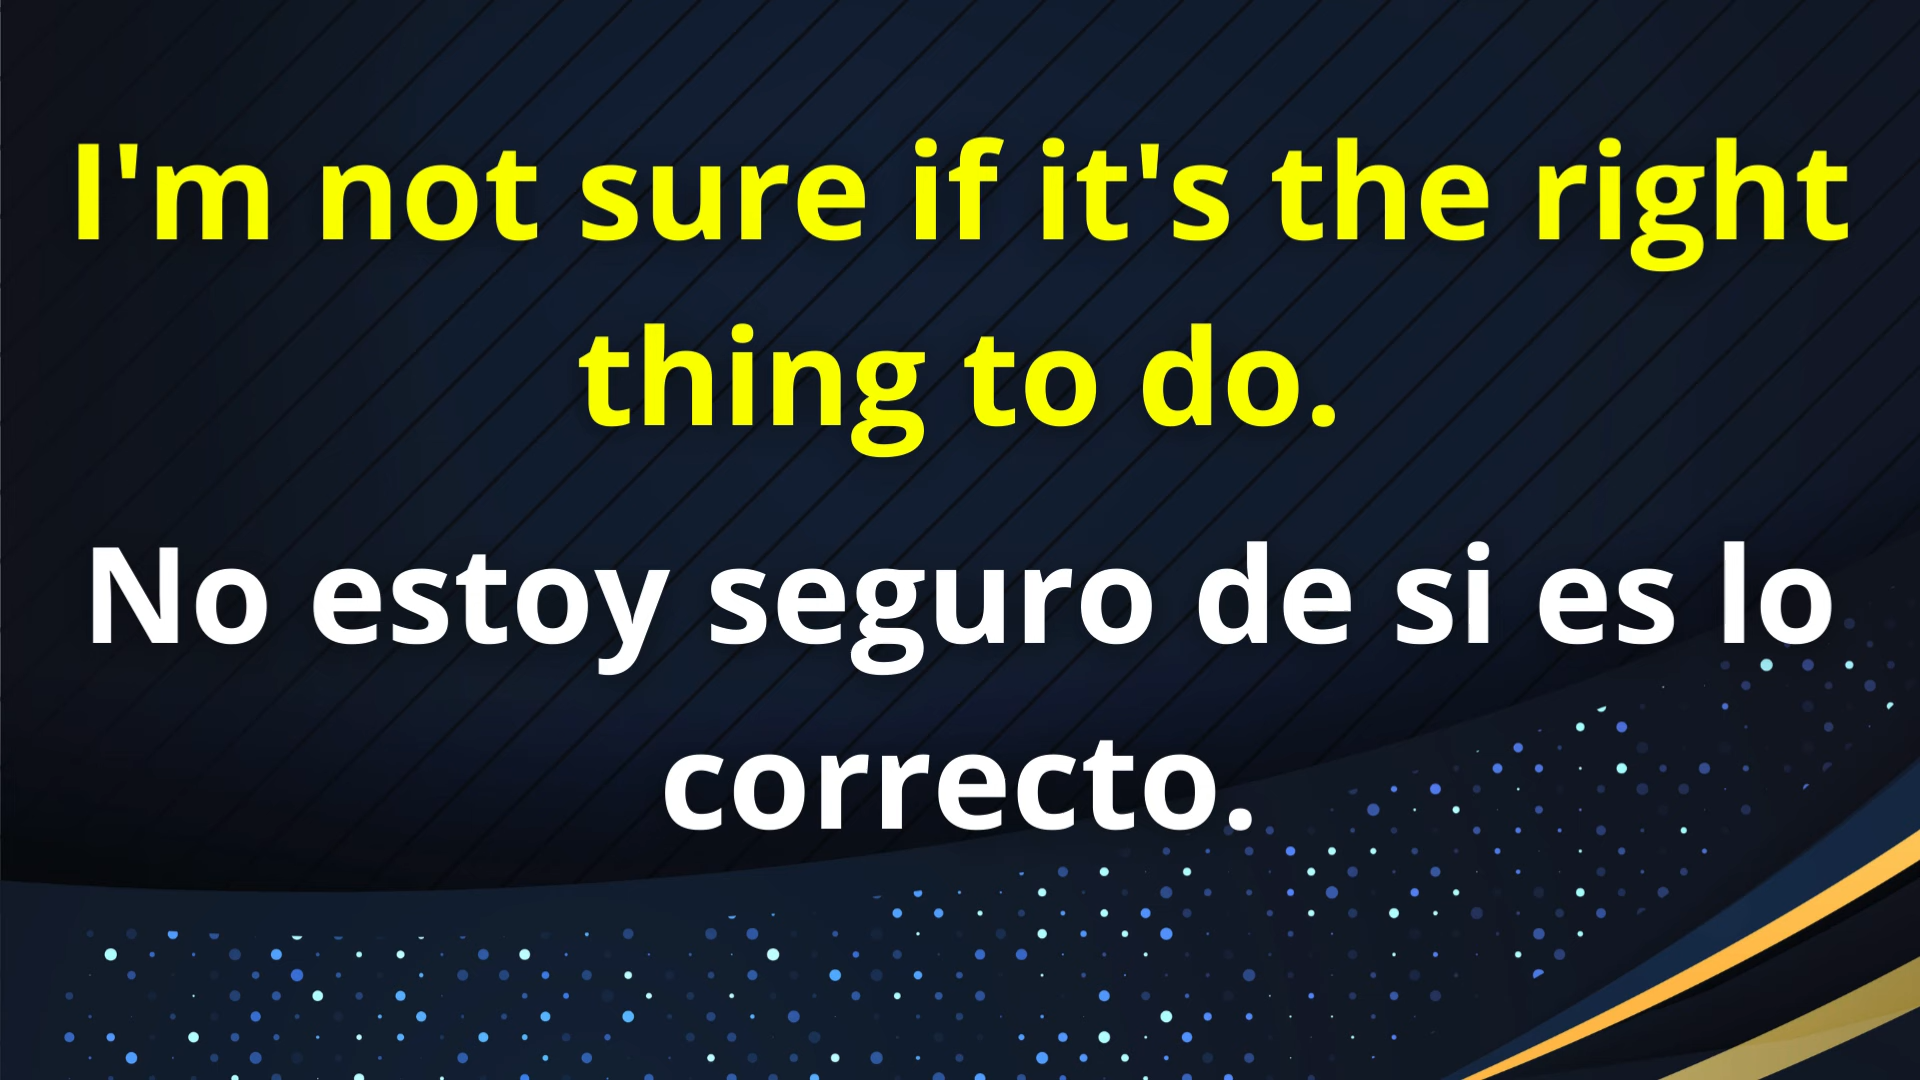 I'm not sure if it's the right
thing to do.
No estoy seguro de si es lo
correcto.